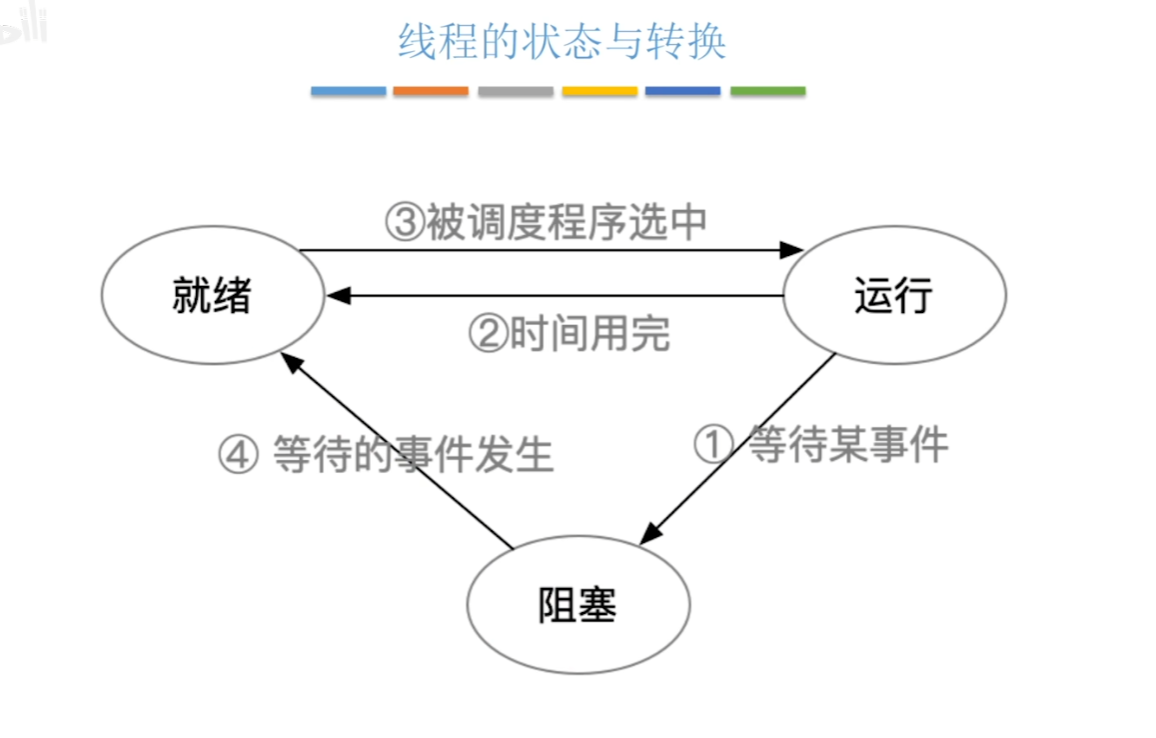 线程的状态与转换
③被调度程序选中
就绪
运行
②时间用完
④ 等待的事件发生
① 等待某事件
阻塞